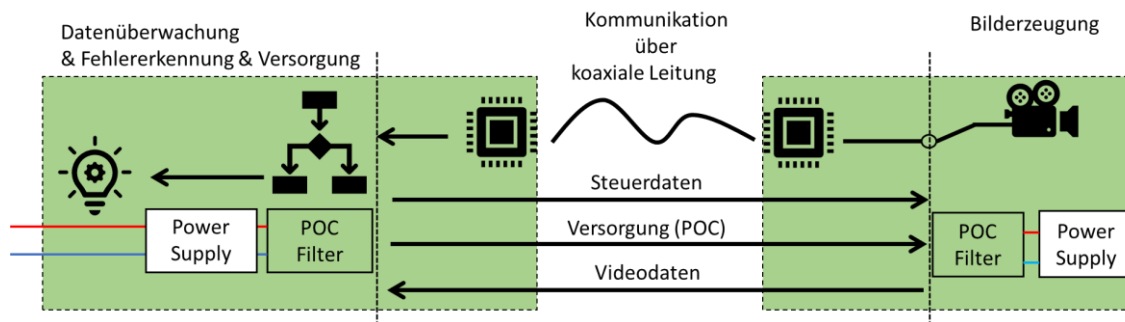 Datenüberwachung
& Fehlererkennung & Versorgung
Kommunikation
über
koaxiale Leitung
Bilderzeugung
Steuerdaten
Versorgung (POC)
Videodaten
Power
Supply
POC
Filter
POC
Filter
Power
Supply